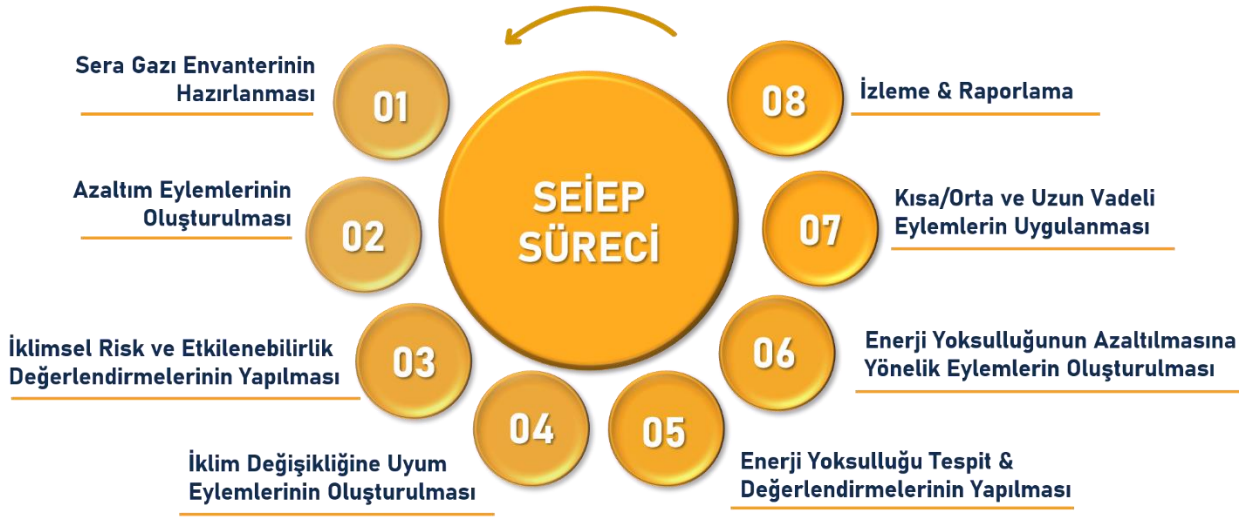 Sera Gazı Envanterinin
Hazırlanması
01
Azaltım Eylemlerinin
Oluşturulması
02
İklimsel Risk ve Etkilenebilirlik
Değerlendirmelerinin Yapılması
03
İklim Değişikliğine Uyum
Eylemlerinin Oluşturulması
04
SEİEP
SÜRECİ
05
Enerji Yoksulluğu Tespit &
Değerlendirmelerinin Yapılması
06
Enerji Yoksulluğunun Azaltılmasına
Yönelik Eylemlerin Oluşturulması
07
Kısa/Orta ve Uzun Vadeli
Eylemlerin Uygulanması
08
İzleme & Raporlama